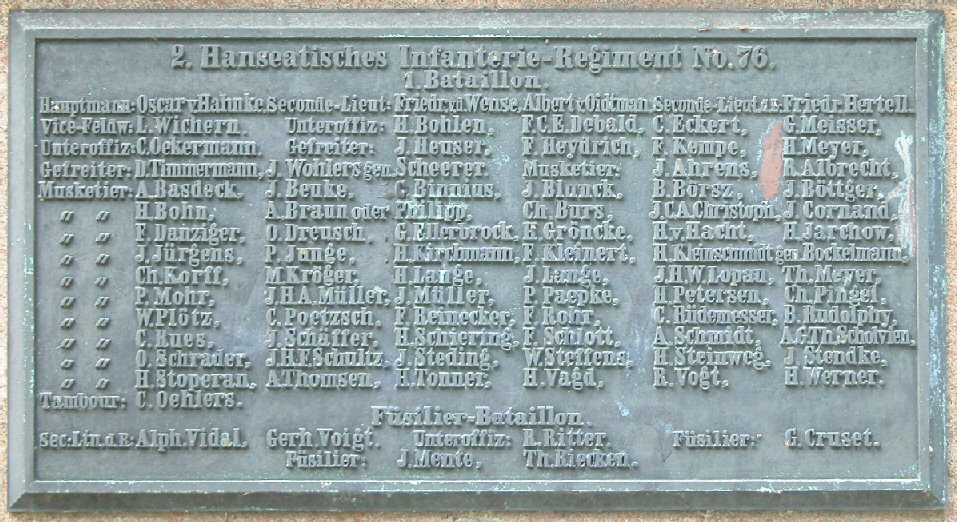 2. Hanseatisches Infanterie-Regiment No. 76.
1. Bataillon.
Hauptmann: Oscar v. Hahnke, Seconde-Lieut: Friedr. v.d. Wense, Albert v. Oidtmann, Seconde-Lieut. d.R. Friedr. Hertell.
Vice-Feldw: L. Wichern. Unteroffiz: H. Bohlen, F.C.E. Debald, C. Eckert, G. Meisser,
Unteroffiz: C. Oekermann. Gefreiter: J. Heuser, F. Heydrich, F. Kempe, H. Meyer,
Gefreiter: D. Timmermann, J. Wohlers gen. Scheerer. Musketier: J. Ahrens, R. Albrecht,
Musketier: A. Basdeck, J. Beuke, C. Binnius, J. Blunck, B. Börsz, J. Böttger,
" " H. Bohn, A. Braun oder Philipp, Ch. Burs, J.C.A. Christoph, J. Cornand,
" " F. Danziger, O. Dreusch, G. Ellerbrock, H. Gröncke, H. v. Hacht, H. Jarchow,
" " J. Jürgens, P. Junge, H. Kirchmann, F. Kleinert, H. Kleinschmidt gen. Bockelmann,
" " Ch. Korff, M. Kröger, H. Lange, J. Lange, J.H.W. Lopau, Th. Meyer,
" " P. Mohr, J.H.A. Müller, J. Müller, P. Paepke, H. Petersen, Ch. Pingel,
" " W. Plötz, C. Poetzsch, F. Beinecker, F. Rohr, C. Rüdemesser, B. Rudolphy,
" " C. Rues, J. Schaffer, H. Schiering, F. Schlott, A. Schmidt, A.G. Th. Scholvien,
" " O. Schrader, J.H.F. Schultz, J. Steding, W. Steffens, H. Steinweg, J. Stendke,
" " H. Stoperan, A. Thomsen, H. Tonner, H. Vagd, R. Vogt, H. Werner.
Tambour: C. Oehlers.
Füsilier-Bataillon.
Sec: Lin. d. R: Alph. Vidal. Gerh. Voigt. Unteroffiz: R. Ritter. Füsilier: G. Cruset.
Füsilier: J. Mente, Th. Riecken.